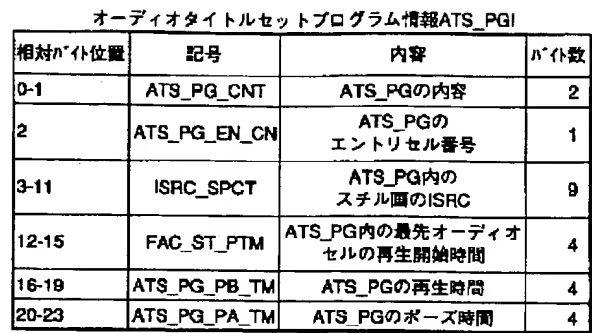 オーディオタイトルセットプログラム情報ATS_PGI
相対ﾊﾞｲﾄ位置 記号 内容 ﾊﾞｲﾄ数
0-1 ATS_PG_CNT ATS_PGの内容 2
2 ATS_PG_EN_CN ATS_PGの
エントリセル番号 1
3-11 ISRC_SPCT ATS_PG内の
スチル画のISRC 9
12-15 FAC_ST_PTM ATS_PG内の最先オーディオ
セルの再生開始時間 4
16-19 ATS_PG_PB_TM ATS_PGの再生時間 4
20-23 ATS_PG_PA_TM ATS_PGのポーズ時間 4